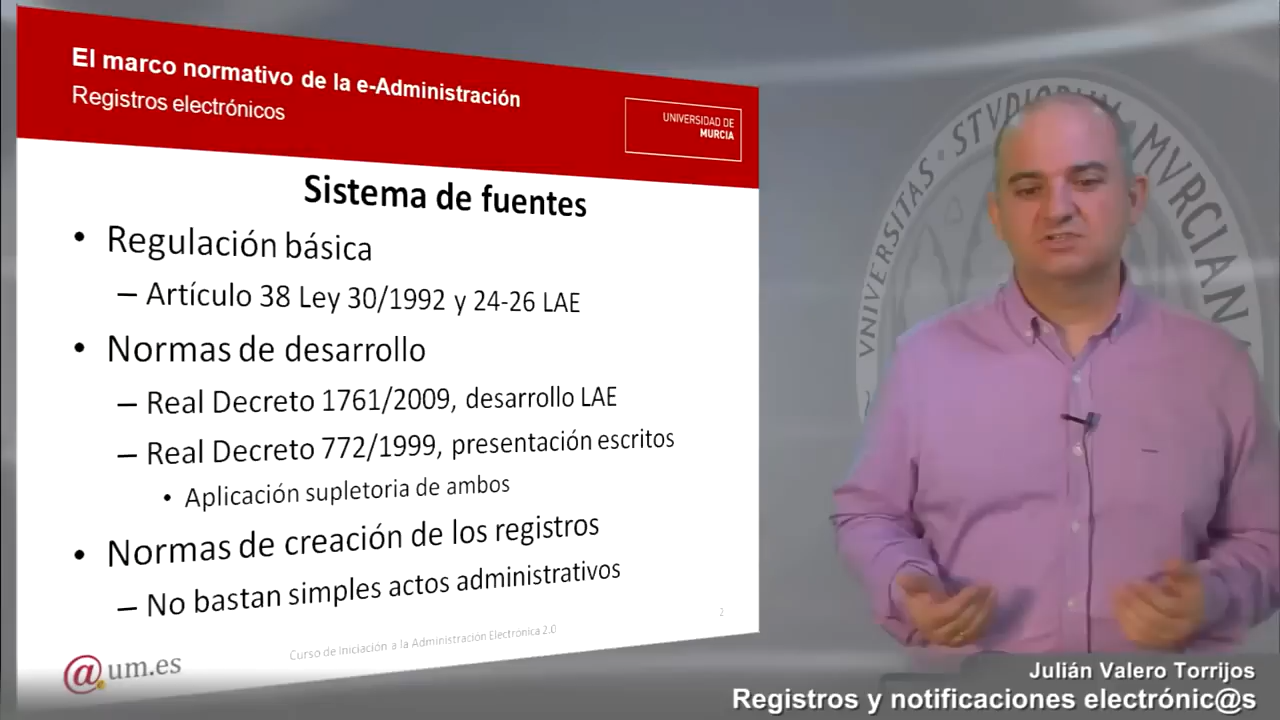 El marco normativo de la e-Administración
Registros electrónicos
UNIVERSIDAD DE
MURCIA
Sistema de fuentes
• Regulación básica
– Artículo 38 Ley 30/1992 y 24-26 LAE
• Normas de desarrollo
– Real Decreto 1761/2009, desarrollo LAE
– Real Decreto 772/1999, presentación escritos
• Aplicación supletoria de ambos
• Normas de creación de los registros
– No bastan simples actos administrativos
2
Curso de Iniciación a la Administración Electrónica 2.0
@um.es
VNIVERSITAS · STVDIORVM MVRCIANA
Julián Valero Torrijos
Registros y notificaciones electrónic@s